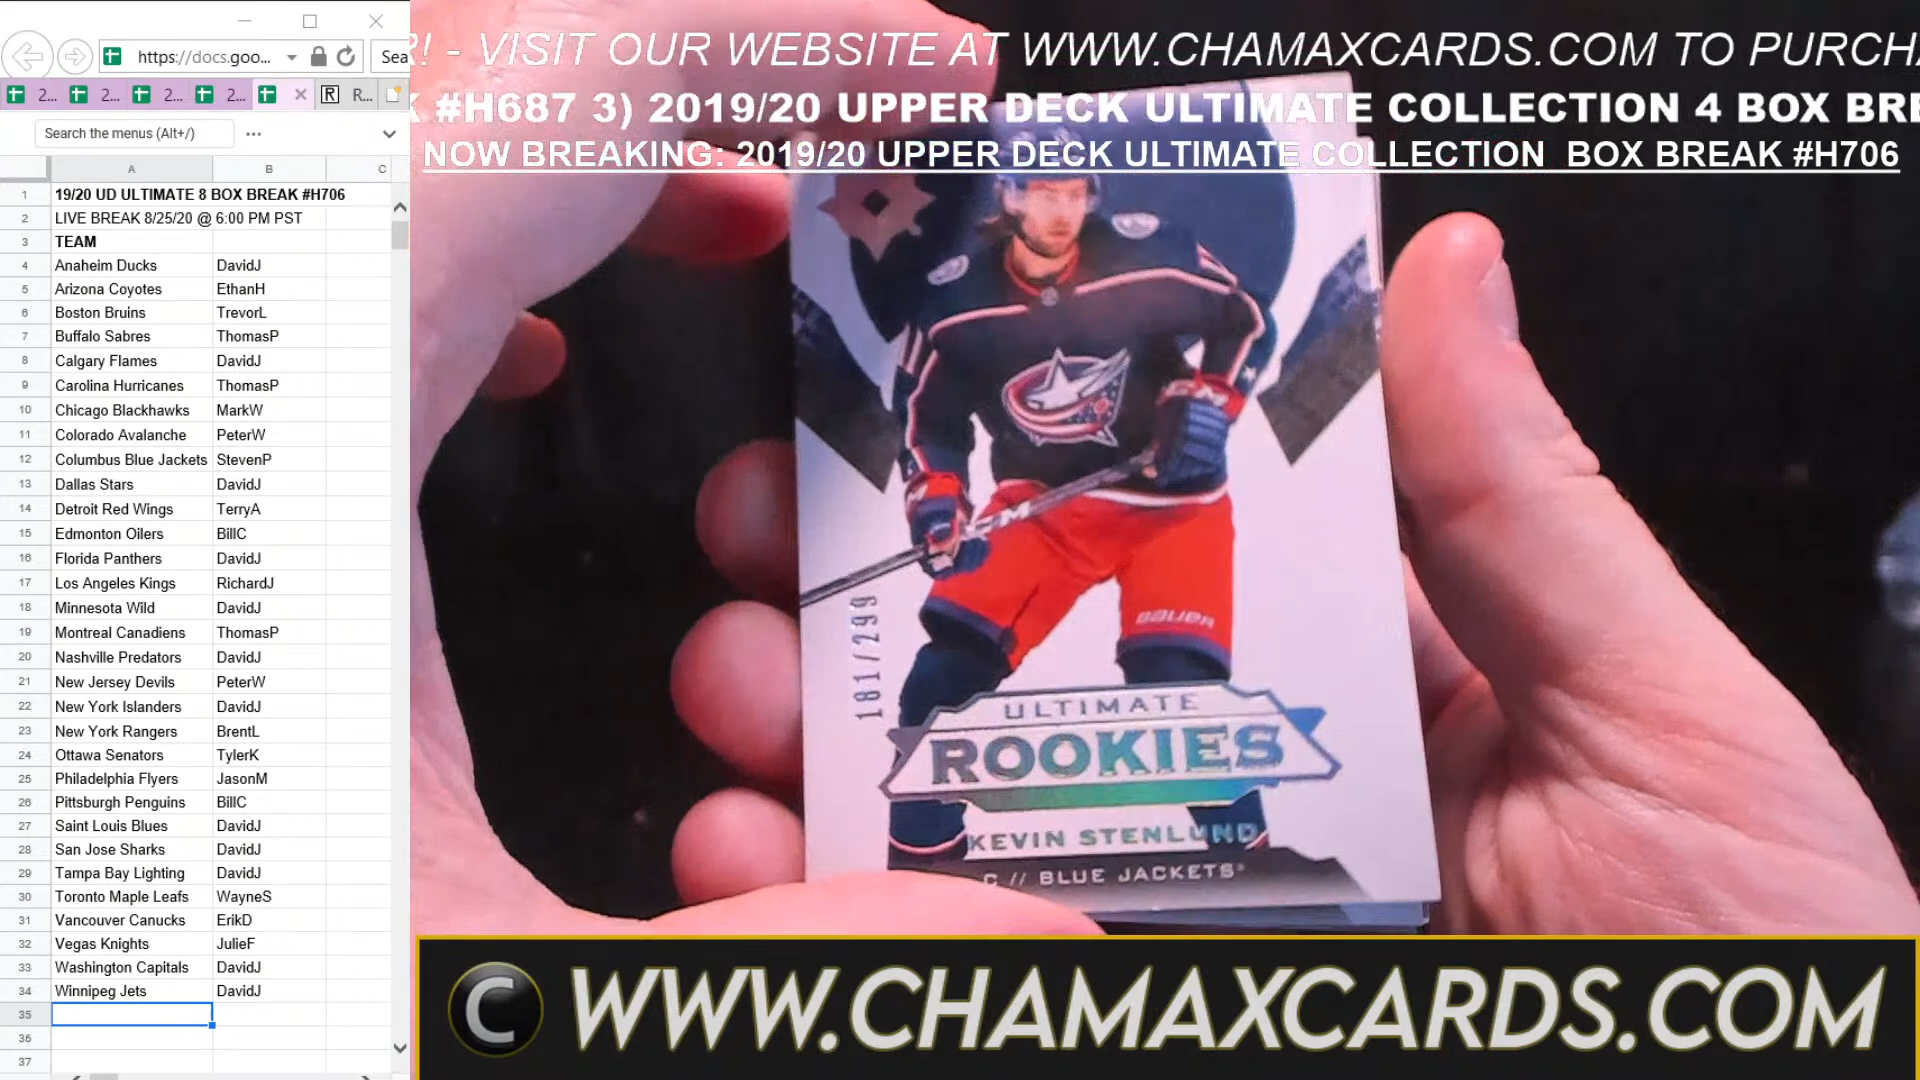 https://docs.goo...
Sea
2...
2...
2...
2...
R...
Search the menus (Alt+/)
A B C
1 19/20 UD ULTIMATE 8 BOX BREAK #H706
2 LIVE BREAK 8/25/20 @ 6:00 PM PST
3 TEAM
4 Anaheim Ducks DavidJ
5 Arizona Coyotes EthanH
6 Boston Bruins TrevorL
7 Buffalo Sabres ThomasP
8 Calgary Flames DavidJ
9 Carolina Hurricanes ThomasP
10 Chicago Blackhawks MarkW
11 Colorado Avalanche PeterW
12 Columbus Blue Jackets StevenP
13 Dallas Stars DavidJ
14 Detroit Red Wings TerryA
15 Edmonton Oilers BillC
16 Florida Panthers DavidJ
17 Los Angeles Kings RichardJ
18 Minnesota Wild DavidJ
19 Montreal Canadiens ThomasP
20 Nashville Predators DavidJ
21 New Jersey Devils PeterW
22 New York Islanders DavidJ
23 New York Rangers BrentL
24 Ottawa Senators TylerK
25 Philadelphia Flyers JasonM
26 Pittsburgh Penguins BillC
27 Saint Louis Blues DavidJ
28 San Jose Sharks DavidJ
29 Tampa Bay Lighting DavidJ
30 Toronto Maple Leafs WayneS
31 Vancouver Canucks ErikD
32 Vegas Knights JulieF
33 Washington Capitals DavidJ
34 Winnipeg Jets DavidJ
35
36
37
! - VISIT OUR WEBSITE AT WWW.CHAMAXCARDS.COM TO PURCH
#H687 3) 2019/20 UPPER DECK ULTIMATE COLLECTION 4 BOX BRE
NOW BREAKING: 2019/20 UPPER DECK ULTIMATE COLLECTION BOX BREAK #H706
CCM
BAUER
181/299
ULTIMATE
ROOKIES
KEVIN STENLUND
C // BLUE JACKETS
C WWW.CHAMAXCARDS.COM